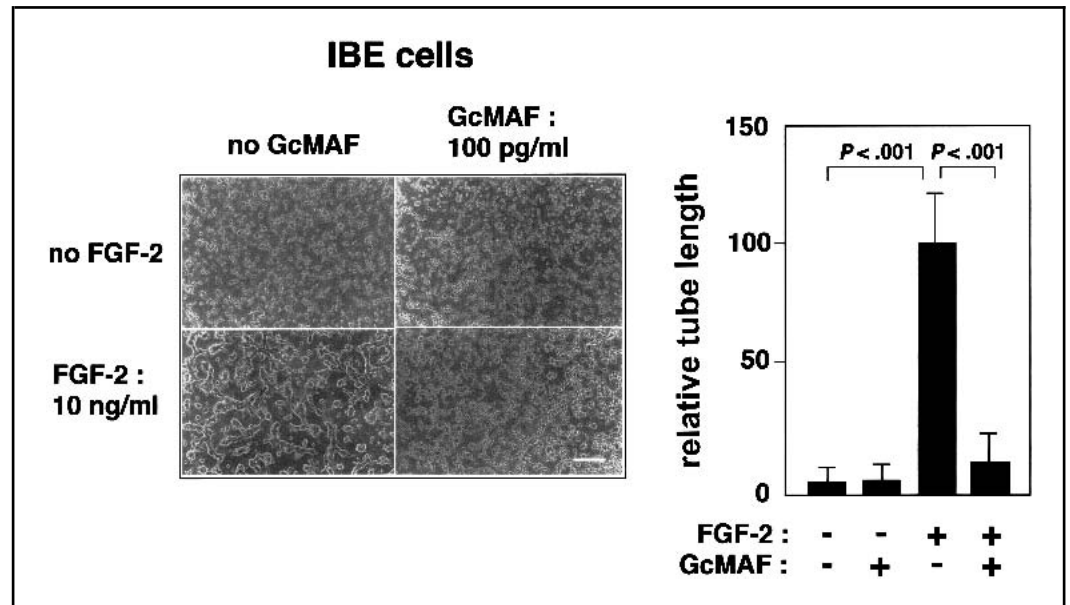 IBE cells
no GcMAF
GcMAF :
100 pg/ml
no FGF-2
FGF-2 :
10 ng/ml
relative tube length
150
100
50
0
P < .001
P < .001
FGF-2 : - - + +
GcMAF : - + - +